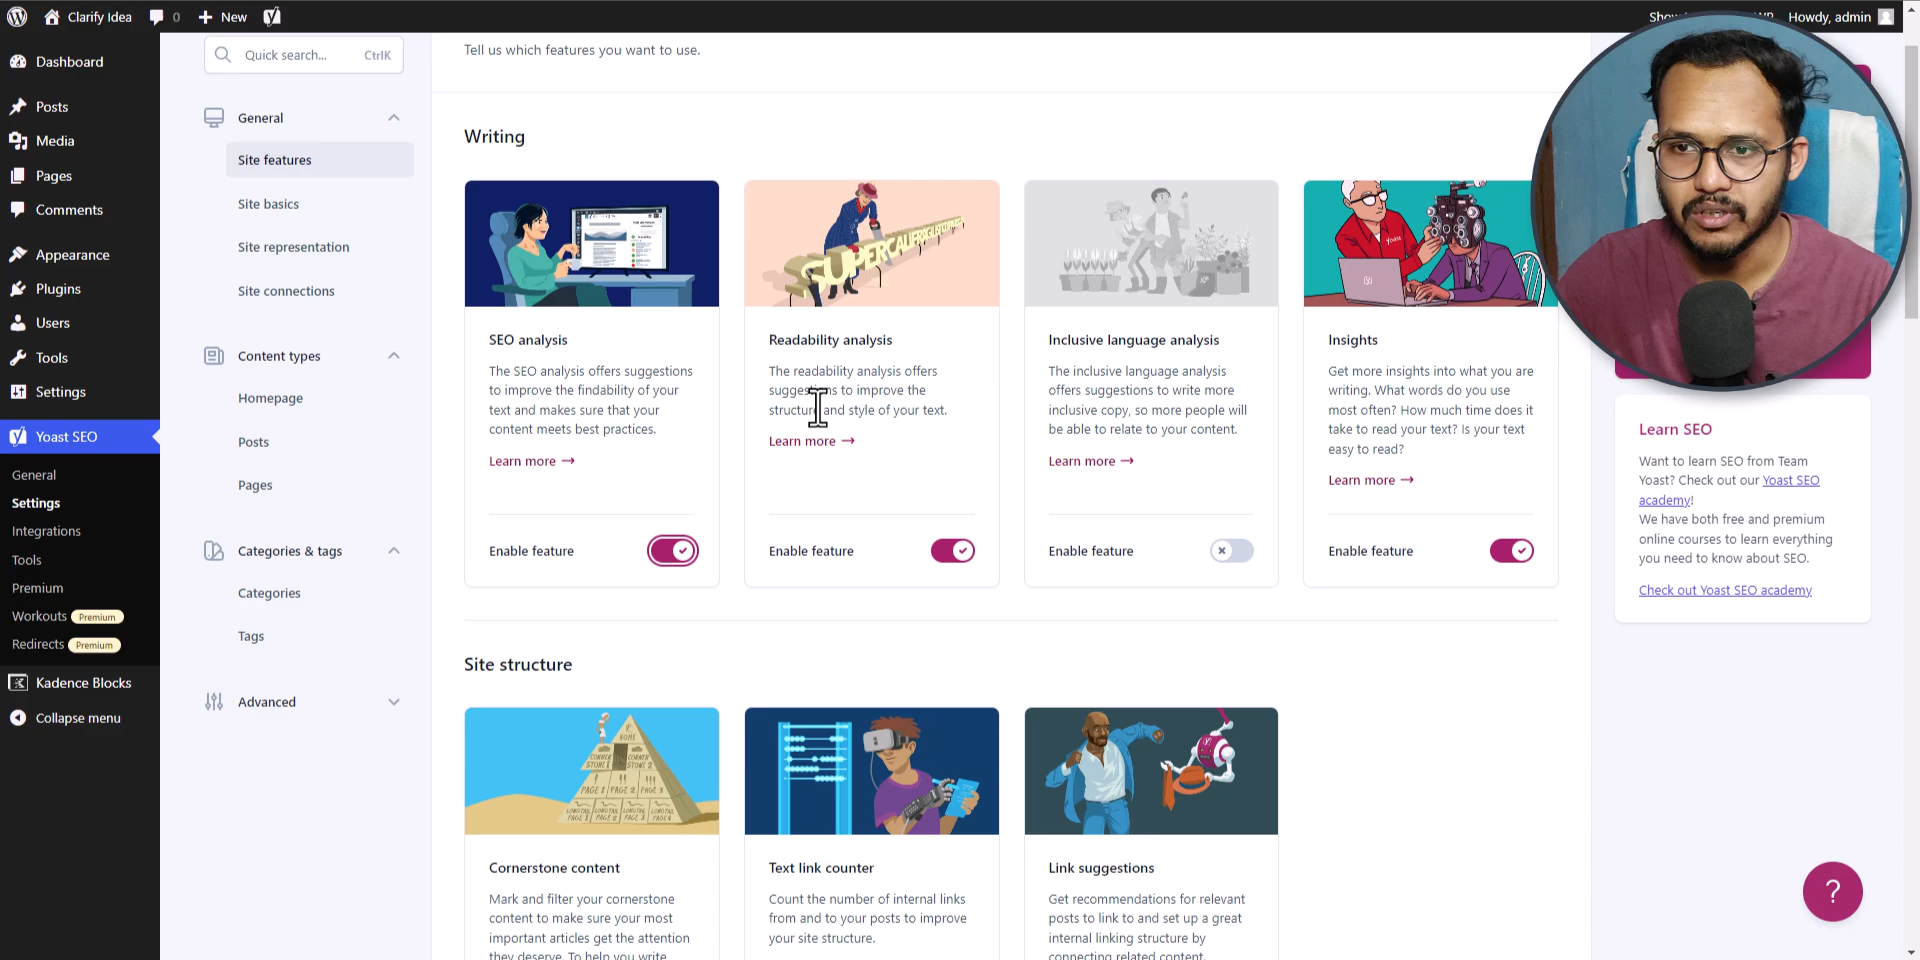 Clarify Idea
0
New
Howdy, admin
Dashboard
Posts
Media
Pages
Comments
Appearance
Plugins
Users
Tools
Settings
Yoast SEO
General
Settings
Integrations
Tools
Premium
Workouts Premium
Redirects Premium
Kadence Blocks
Collapse menu
Quick search... CtrlK
General
Site features
Site basics
Site representation
Site connections
Content types
Homepage
Posts
Pages
Categories & tags
Categories
Tags
Advanced
Tell us which features you want to use.
Writing
SEO analysis
The SEO analysis offers suggestions
to improve the findability of your
text and makes sure that your
content meets best practices.
Learn more →
Enable feature
Readability analysis
The readability analysis offers
suggestions to improve the
structure and style of your text.
Learn more →
Enable feature
Inclusive language analysis
The inclusive language analysis
offers suggestions to write more
inclusive copy, so more people will
be able to relate to your content.
Learn more →
Enable feature
Insights
Get more insights into what you are
writing. What words do you use
most often? How much time does it
take to read your text? Is your text
easy to read?
Learn more →
Enable feature
Site structure
Cornerstone content
Mark and filter your cornerstone
content to make sure your most
important articles get the attention
they deserve. To help you write
Text link counter
Count the number of internal links
from and to your posts to improve
your site structure.
Link suggestions
Get recommendations for relevant
posts to link to and set up a great
internal linking structure by
connecting related content.
Learn SEO
Want to learn SEO from Team
Yoast? Check out our Yoast SEO
academy!
We have both free and premium
online courses to learn everything
you need to know about SEO.
Check out Yoast SEO academy
?